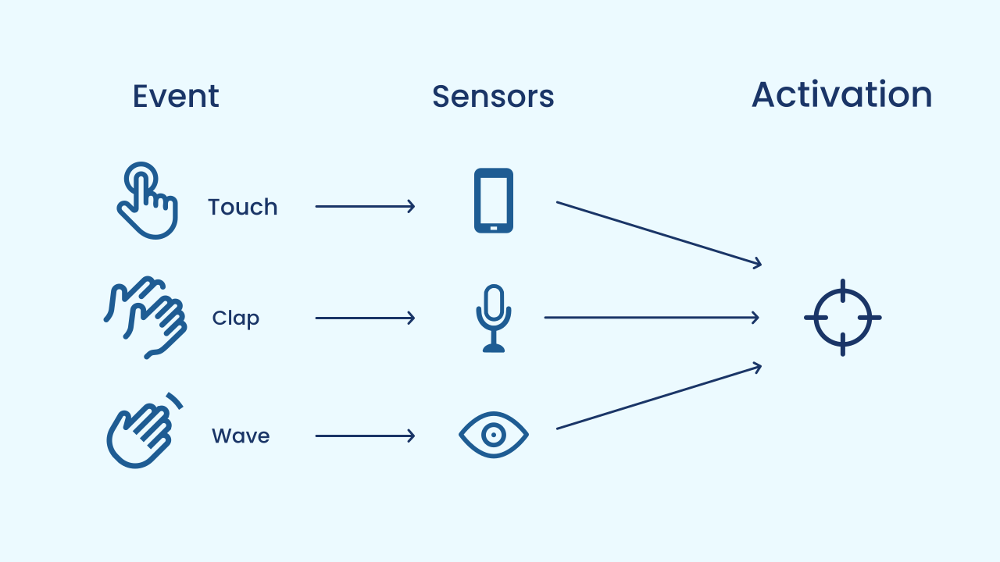 Event
Sensors
Activation
Touch
Clap
Wave